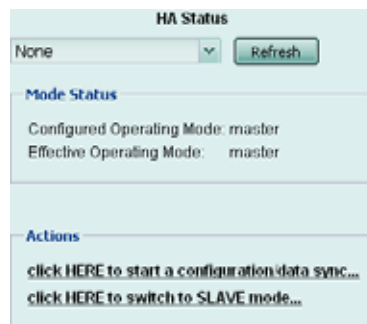 HA Status
None Refresh
Mode Status
Configured Operating Mode: master
Effective Operating Mode: master
Actions
click HERE to start a configuration/data sync...
click HERE to switch to SLAVE mode...